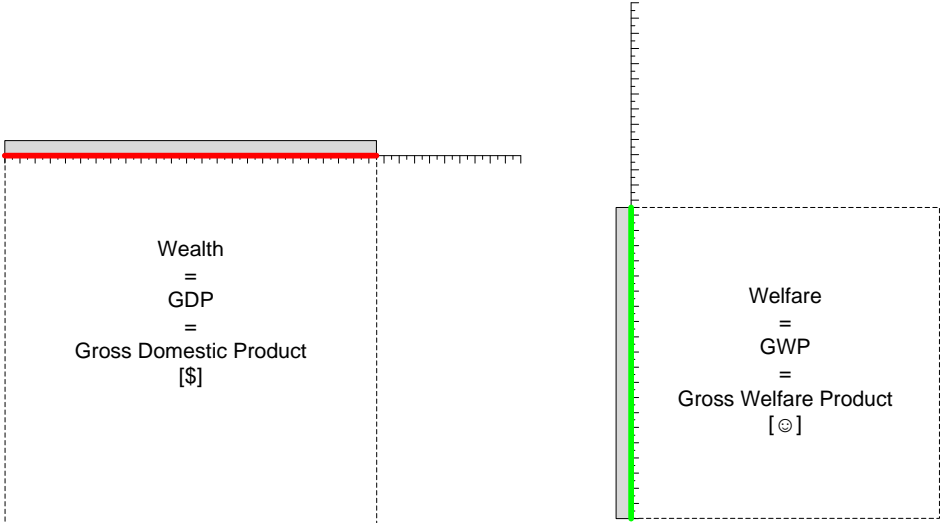 Wealth
=
GDP
=
Gross Domestic Product
[$]
Welfare
=
GWP
=
Gross Welfare Product
[☺]